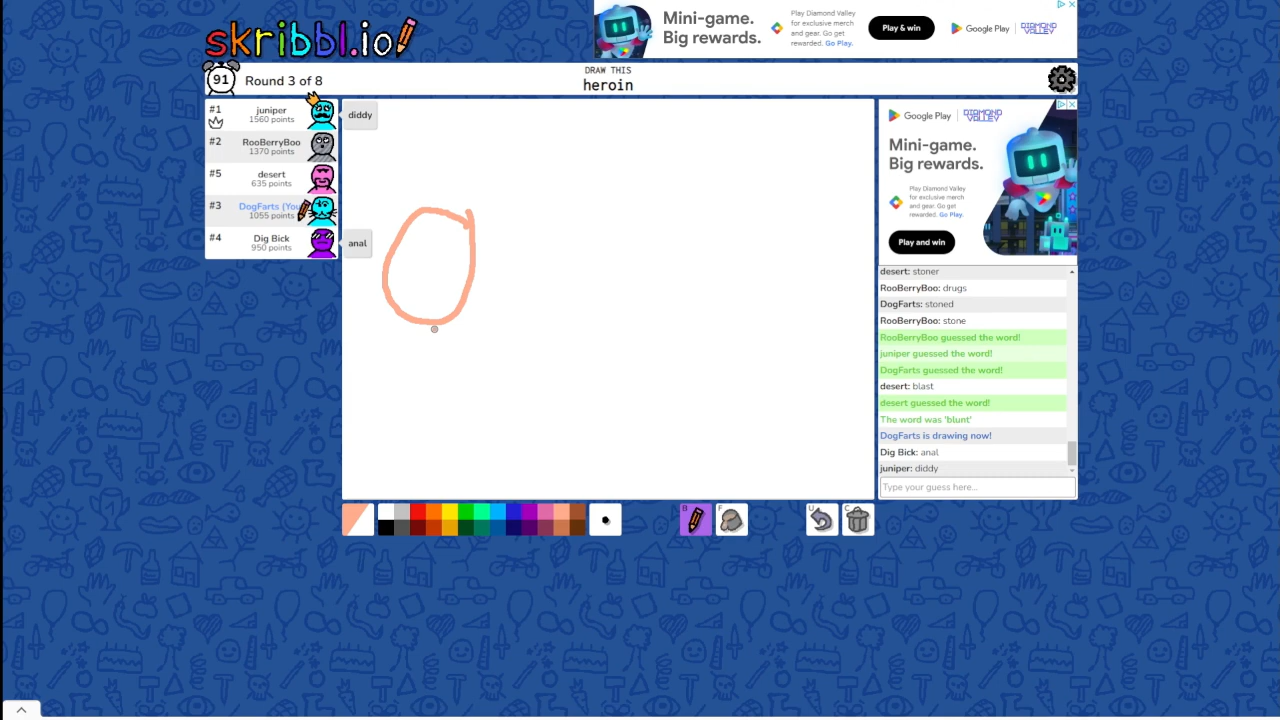 skribbl.io
Mini-game.
Big rewards.
Play Diamond Valley
for exclusive merch
and gear. Go get
rewarded. Go Play.
Play & win
Google Play
DIAMOND
VALLEY
91
Round 3 of 8
DRAW THIS
heroin
#1
juniper
1560 points
#2
RooBerryBoo
1370 points
#5
desert
635 points
#3
DogFarts (You
1055 points
#4
Dig Bick
950 points
diddy
anal
Google Play
DIAMOND
VALLEY
Mini-game.
Big rewards.
Play Diamond Valley
for exclusive merch
and gear. Go get
rewarded. Go Play.
Play and win
desert: stoner
RooBerryBoo: drugs
DogFarts: stoned
RooBerryBoo: stone
RooBerryBoo guessed the word!
juniper guessed the word!
DogFarts guessed the word!
desert: blast
desert guessed the word!
The word was 'blunt'
DogFarts is drawing now!
Dig Bick: anal
juniper: diddy
Type your guess here...
B
F
U
C